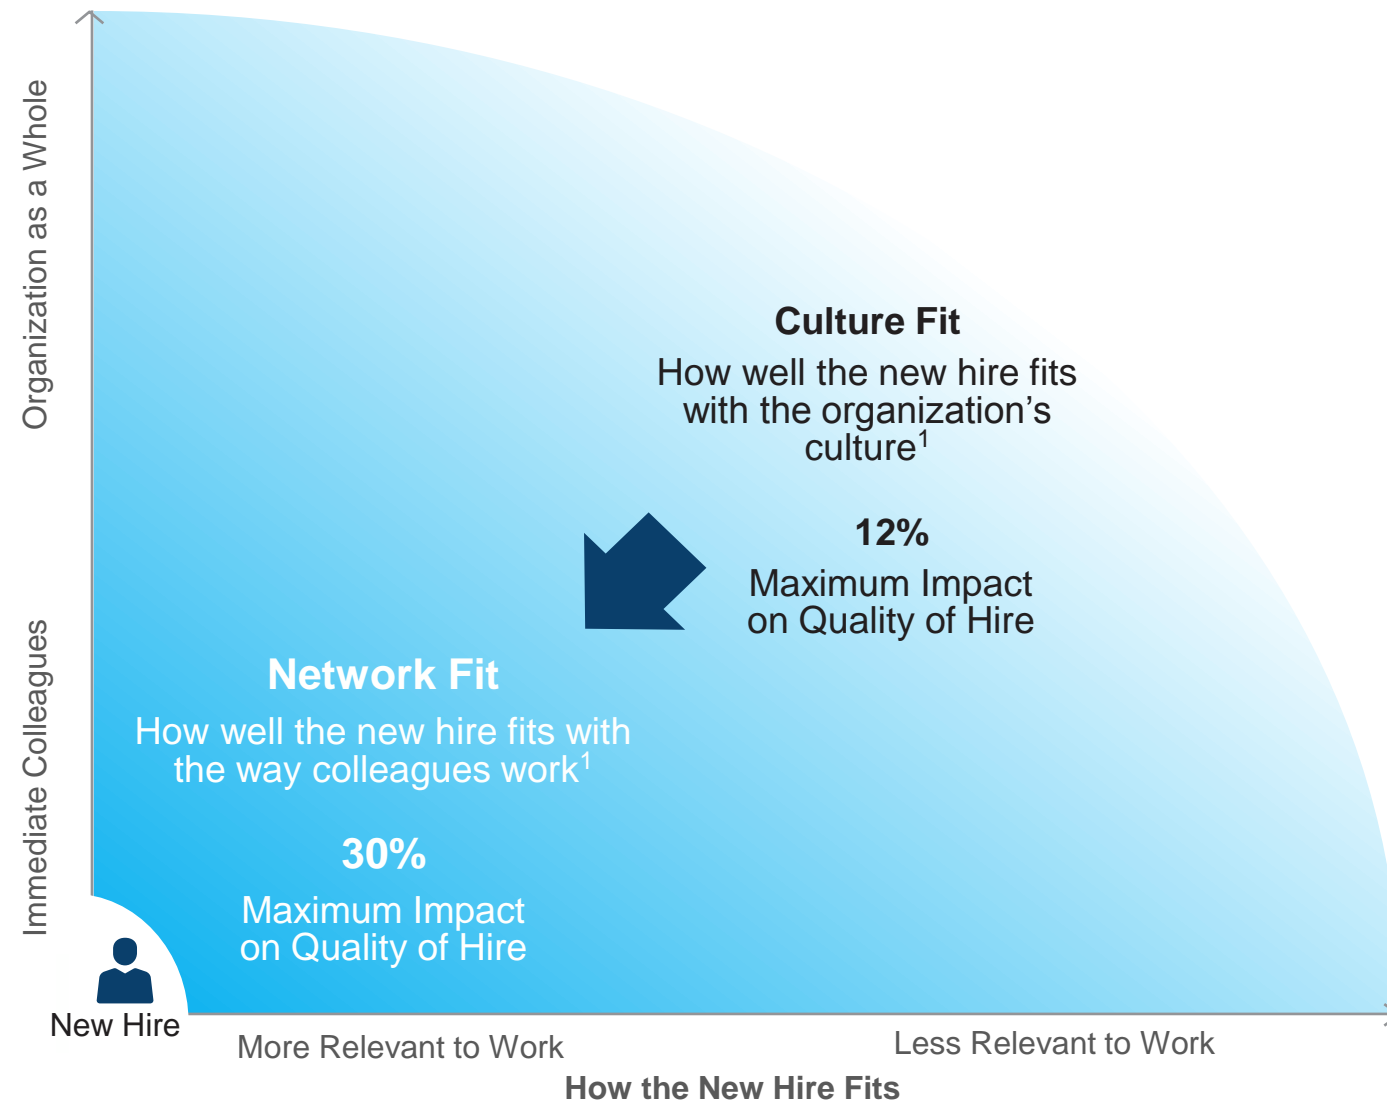 Organization as a Whole
Immediate Colleagues
Culture Fit
How well the new hire fits
with the organization’s
culture¹
12%
Maximum Impact
on Quality of Hire
Network Fit
How well the new hire fits with
the way colleagues work¹
30%
Maximum Impact
on Quality of Hire
New Hire
More Relevant to Work
Less Relevant to Work
How the New Hire Fits